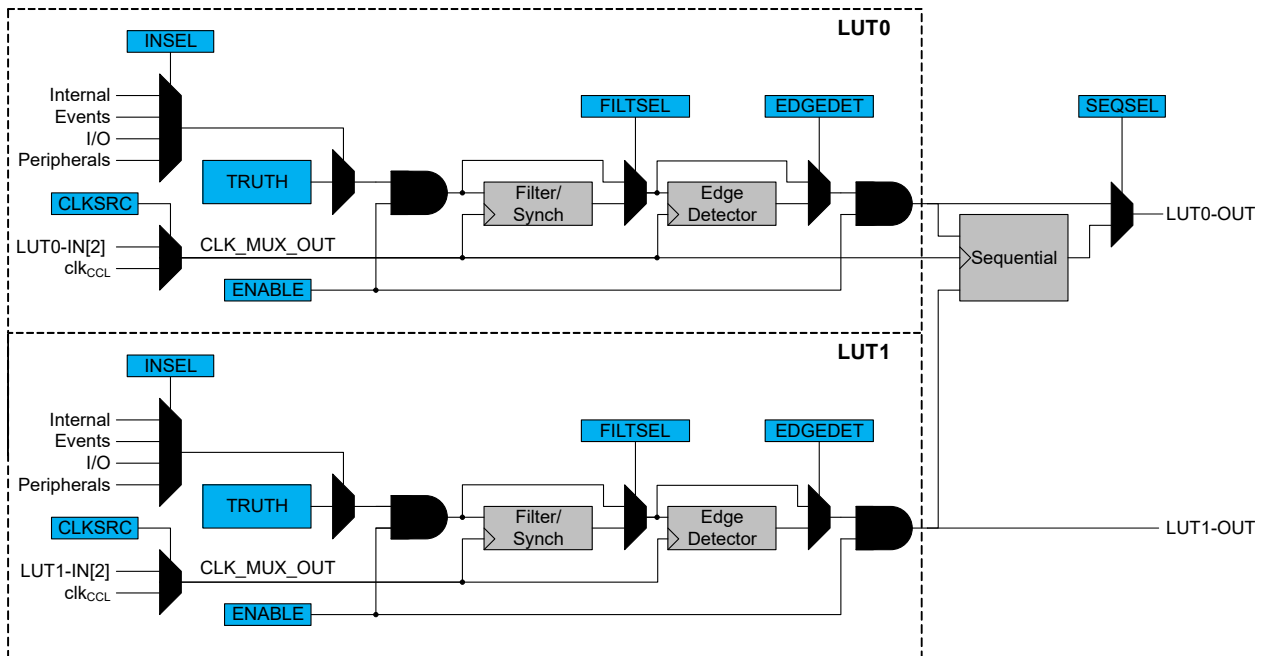 LUT0
INSEL
Internal
Events
I/O
Peripherals
FILTSEL
EDGEDET
SEQSEL
TRUTH
Filter/
Synch
Edge
Detector
CLKSRC
LUT0-IN[2]
clkCCL
CLK_MUX_OUT
ENABLE
Sequential
LUT0-OUT
LUT1
INSEL
Internal
Events
I/O
Peripherals
FILTSEL
EDGEDET
TRUTH
Filter/
Synch
Edge
Detector
CLKSRC
LUT1-IN[2]
clkCCL
CLK_MUX_OUT
ENABLE
LUT1-OUT